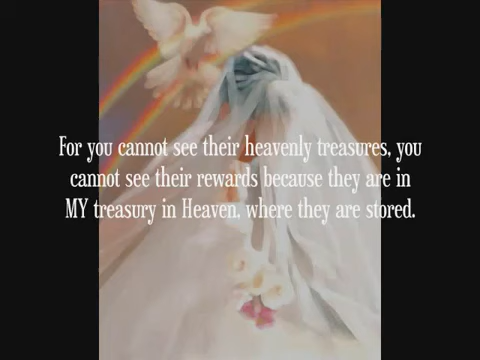 For you cannot see their heavenly treasures, you
cannot see their rewards because they are in
MY treasury in Heaven, where they are stored.